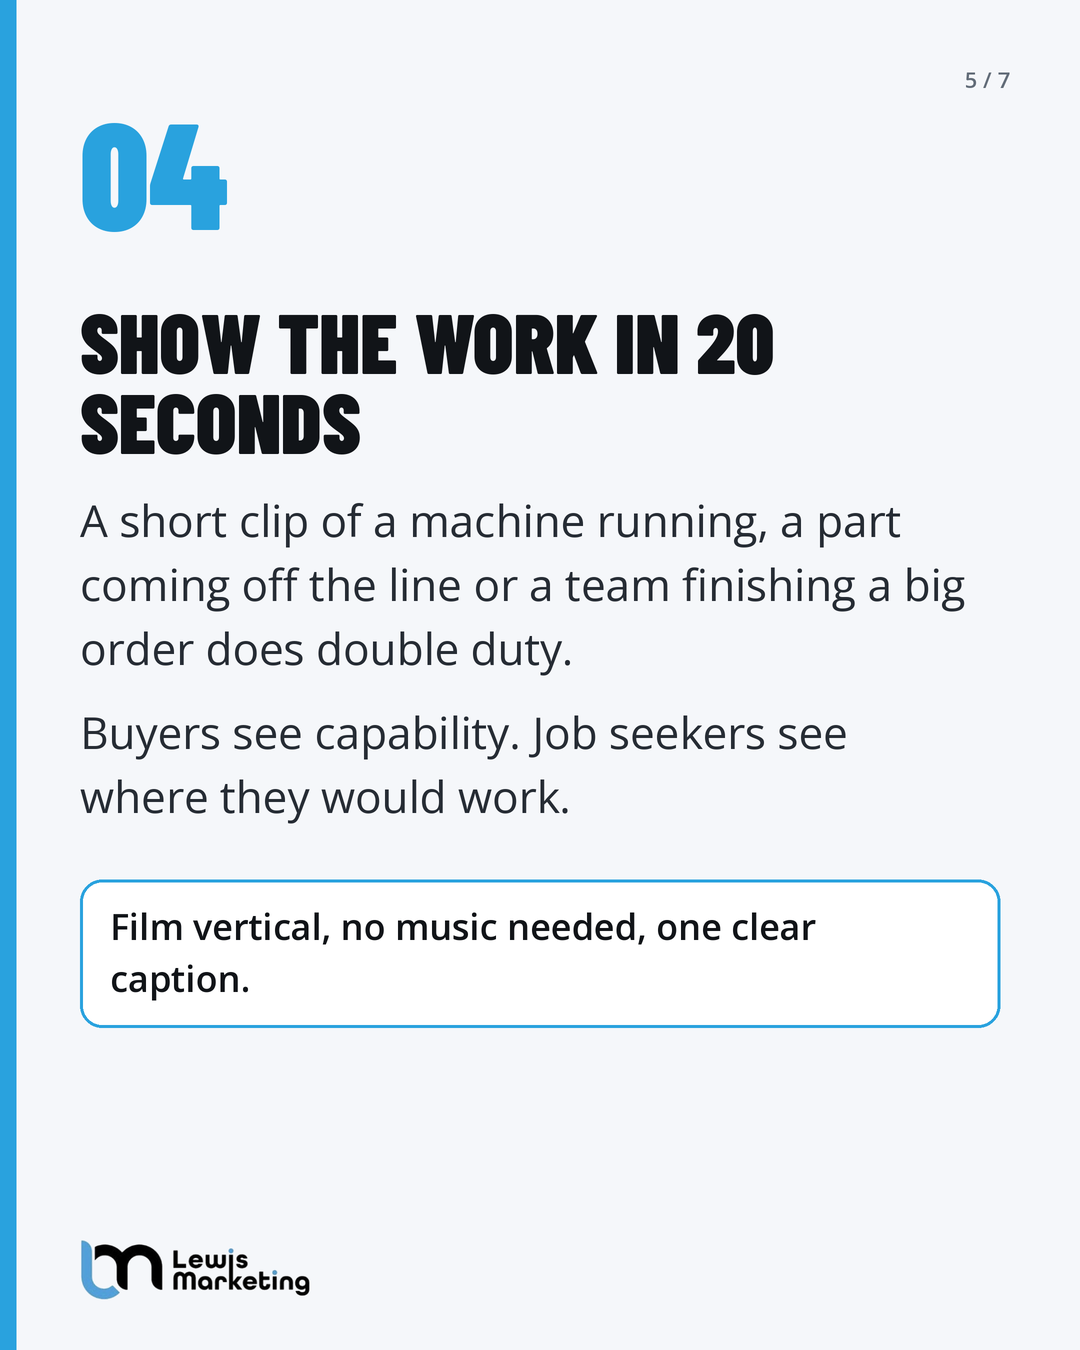 5 / 7
04
SHOW THE WORK IN 20
SECONDS
A short clip of a machine running, a part
coming off the line or a team finishing a big
order does double duty.
Buyers see capability. Job seekers see
where they would work.
Film vertical, no music needed, one clear
caption.
Lewis
Marketing